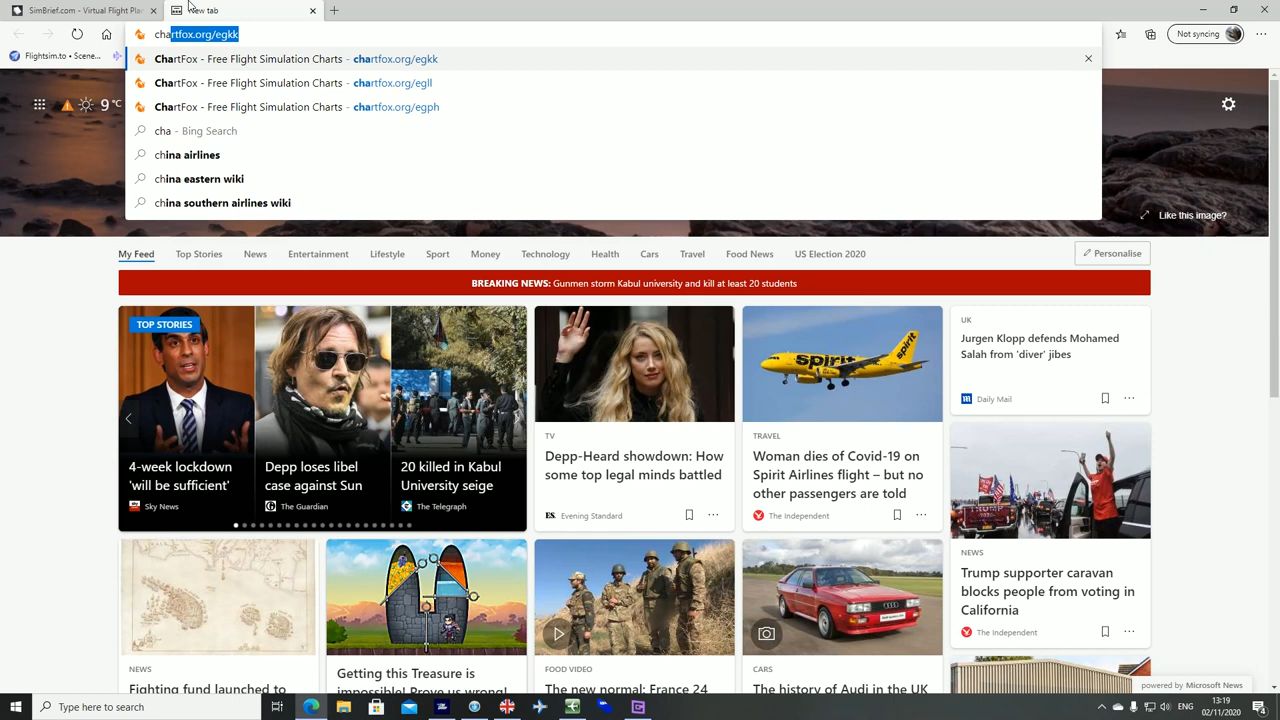 SimBrief.com - Virtual Flight Plan
New tab
chartfox.org/egkk
Not syncing
Flightsim.to • Scene...
ChartFox - Free Flight Simulation Charts - chartfox.org/egkk
ChartFox - Free Flight Simulation Charts - chartfox.org/egll
ChartFox - Free Flight Simulation Charts - chartfox.org/egph
cha - Bing Search
china airlines
china eastern wiki
china southern airlines wiki
9 °C
Like this image?
My Feed
Top Stories
News
Entertainment
Lifestyle
Sport
Money
Technology
Health
Cars
Travel
Food News
US Election 2020
Personalise
BREAKING NEWS: Gunmen storm Kabul university and kill at least 20 students
TOP STORIES
4-week lockdown
'will be sufficient'
Sky News
Depp loses libel
case against Sun
The Guardian
20 killed in Kabul
University seige
The Telegraph
TV
Depp-Heard showdown: How
some top legal minds battled
ES.
Evening Standard
spirit
TRAVEL
Woman dies of Covid-19 on
Spirit Airlines flight – but no
other passengers are told
The Independent
UK
Jurgen Klopp defends Mohamed
Salah from 'diver' jibes
Daily Mail
TRUMP
NEWS
Trump supporter caravan
blocks people from voting in
California
The Independent
NEWS
Fighting fund launched to
Getting this Treasure is
impossible! Prove us wrong!
FOOD VIDEO
The new normal: France 24
CARS
The history of Audi in the UK
powered by Microsoft News
Type here to search
ENG
13:19
02/11/2020
4